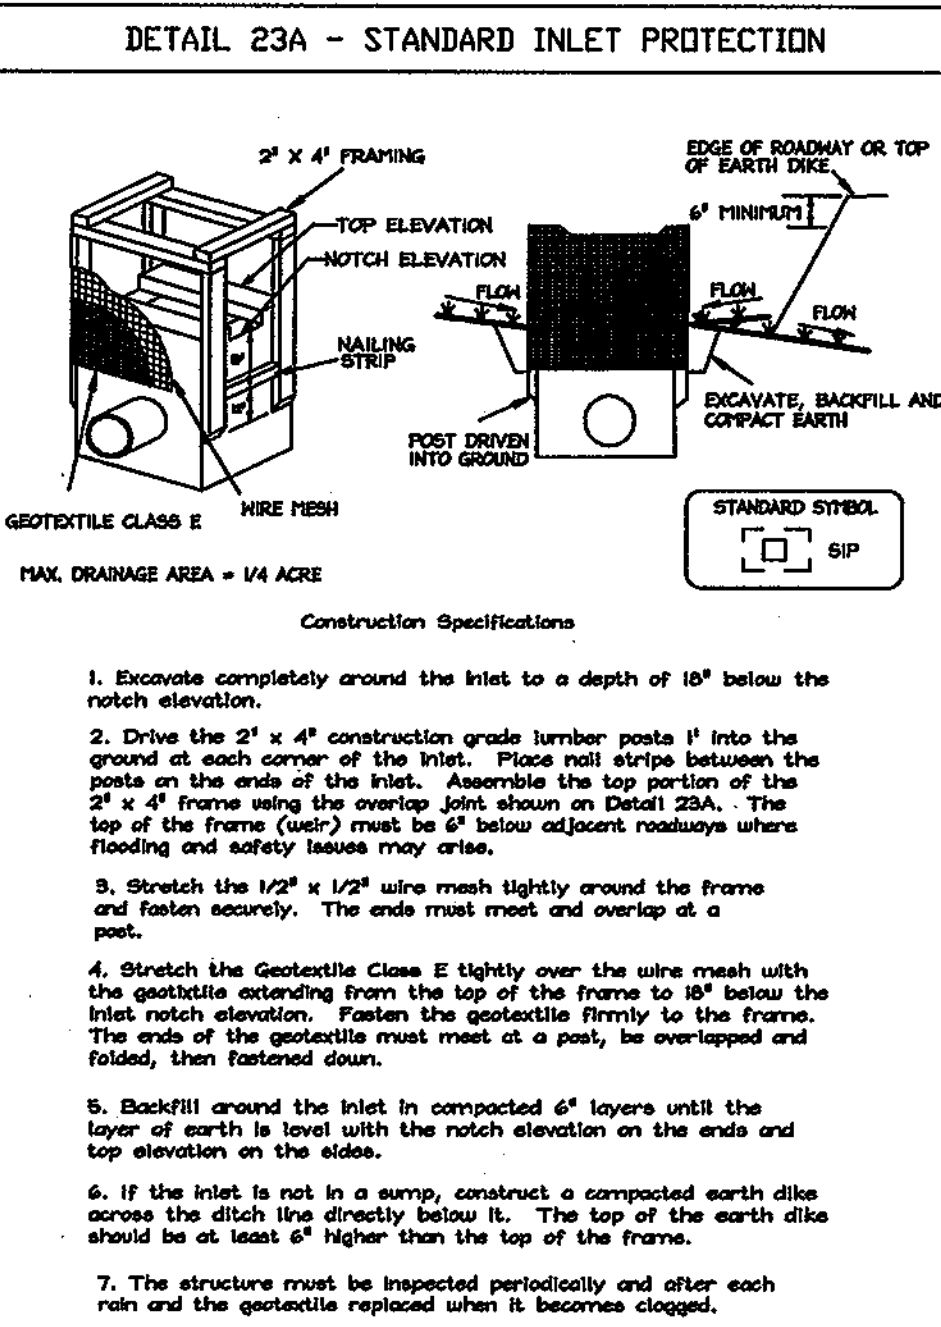 DETAIL 23A - STANDARD INLET PROTECTION
2" X 4" FRAMING
TOP ELEVATION
NOTCH ELEVATION
NAILING
STRIP
GEOTEXTILE CLASS E
WIRE MESH
MAX. DRAINAGE AREA = 1/4 ACRE
EDGE OF ROADWAY OR TOP
OF EARTH DIKE
6" MINIMUM
FLOW
FLOW
FLOW
EXCAVATE, BACKFILL AND
COMPACT EARTH
POST DRIVEN
INTO GROUND
STANDARD SYMBOL
SIP
Construction Specifications
1. Excavate completely around the inlet to a depth of 18" below the
notch elevation.
2. Drive the 2" x 4" construction grade lumber posts 1' into the
ground at each corner of the inlet. Place nail strips between the
posts on the ends of the inlet. Assemble the top portion of the
2" x 4" frame using the overlap joint shown on Detail 23A. The
top of the frame (weir) must be 6" below adjacent roadways where
flooding and safety issues may arise.
3. Stretch the 1/2" x 1/2" wire mesh tightly around the frame
and fasten securely. The ends must meet and overlap at a
post.
4. Stretch the Geotextile Class E tightly over the wire mesh with
the geotixtile extending from the top of the frame to 18" below the
inlet notch elevation. Fasten the geotextile firmly to the frame.
The ends of the geotextile must meet at a post, be overlapped and
folded, then fastened down.
5. Backfill around the inlet in compacted 6" layers until the
layer of earth is level with the notch elevation on the ends and
top elevation on the sides.
6. If the inlet is not in a sump, construct a compacted earth dike
across the ditch line directly below it. The top of the earth dike
should be at least 6" higher than the top of the frame.
7. The structure must be inspected periodically and after each
rain and the geotextile replaced when it becomes clogged.